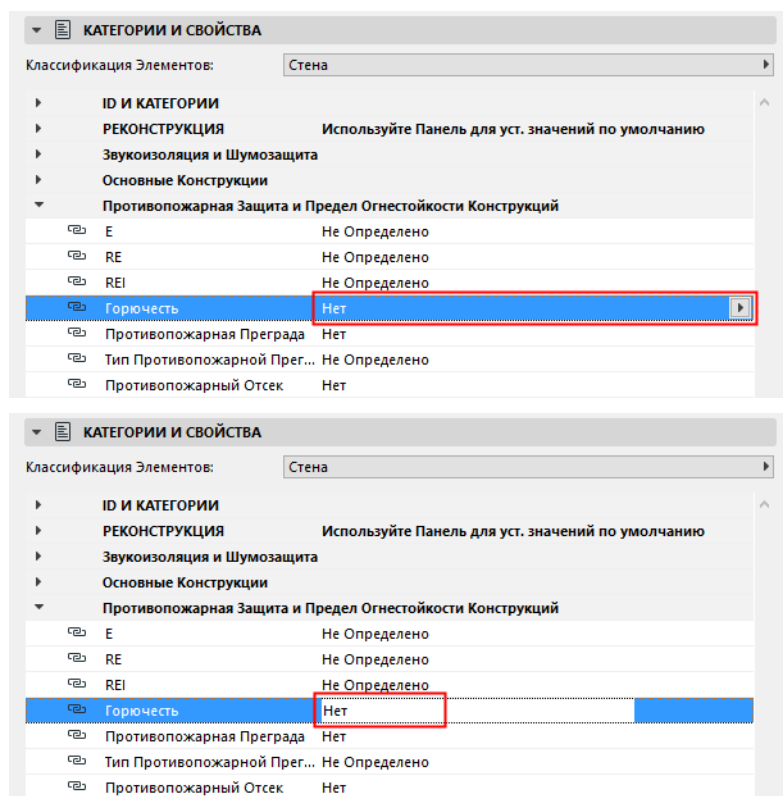 КАТЕГОРИИ И СВОЙСТВА
Классификация Элементов: Стена
ID И КАТЕГОРИИ
РЕКОНСТРУКЦИЯ Используйте Панель для уст. значений по умолчанию
Звукоизоляция и Шумозащита
Основные Конструкции
Противопожарная Защита и Предел Огнестойкости Конструкций
E Не Определено
RE Не Определено
REI Не Определено
Горючесть Нет
Противопожарная Преграда Нет
Тип Противопожарной Прег... Не Определено
Противопожарный Отсек Нет
КАТЕГОРИИ И СВОЙСТВА
Классификация Элементов: Стена
ID И КАТЕГОРИИ
РЕКОНСТРУКЦИЯ Используйте Панель для уст. значений по умолчанию
Звукоизоляция и Шумозащита
Основные Конструкции
Противопожарная Защита и Предел Огнестойкости Конструкций
E Не Определено
RE Не Определено
REI Не Определено
Горючесть Нет
Противопожарная Преграда Нет
Тип Противопожарной Прег... Не Определено
Противопожарный Отсек Нет